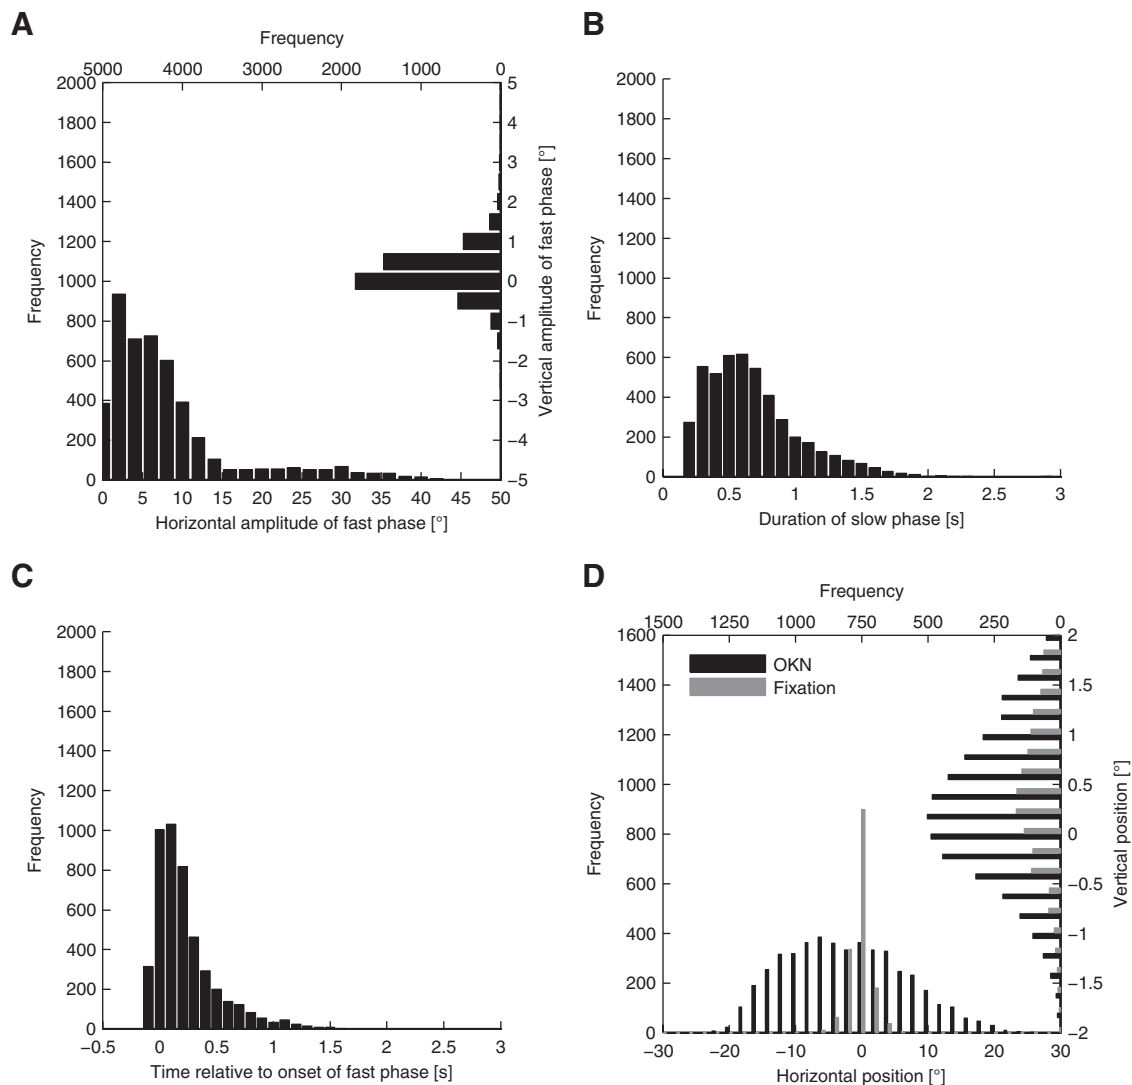 A
Frequency
5000 4000 3000 2000 1000 0
2000 1800 1600 1400 1200 1000 800 600 400 200 0
Frequency
5 4 3 2 1 0 −1 −2 −3 −4 −5
Vertical amplitude of fast phase [°]
0 5 10 15 20 25 30 35 40 45 50
Horizontal amplitude of fast phase [°]
B
2000 1800 1600 1400 1200 1000 800 600 400 200 0
Frequency
0 0.5 1 1.5 2 2.5 3
Duration of slow phase [s]
C
2000 1800 1600 1400 1200 1000 800 600 400 200 0
Frequency
−0.5 0 0.5 1 1.5 2 2.5 3
Time relative to onset of fast phase [s]
D
Frequency
1500 1250 1000 750 500 250 0
1600 1400 1200 1000 800 600 400 200 0
Frequency
OKN
Fixation
2 1.5 1 0.5 0 −0.5 −1 −1.5 −2
Vertical position [°]
−30 −20 −10 0 10 20 30
Horizontal position [°]